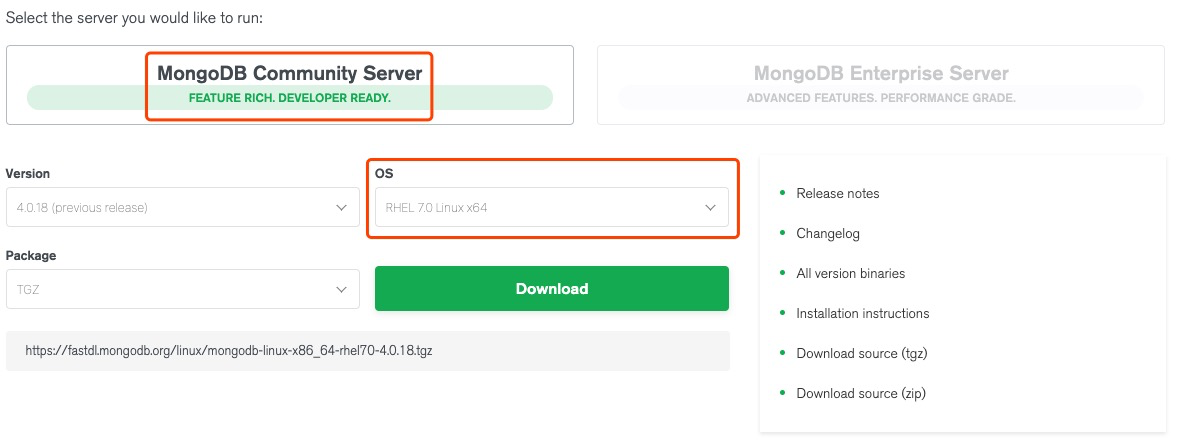 Select the server you would like to run:
MongoDB Community Server
FEATURE RICH. DEVELOPER READY.
MongoDB Enterprise Server
ADVANCED FEATURES. PERFORMANCE GRADE.
Version
4.0.18 (previous release)
OS
RHEL 7.0 Linux x64
Package
TGZ
Download
https://fastdl.mongodb.org/linux/mongodb-linux-x86_64-rhel70-4.0.18.tgz
Release notes
Changelog
All version binaries
Installation instructions
Download source (tgz)
Download source (zip)